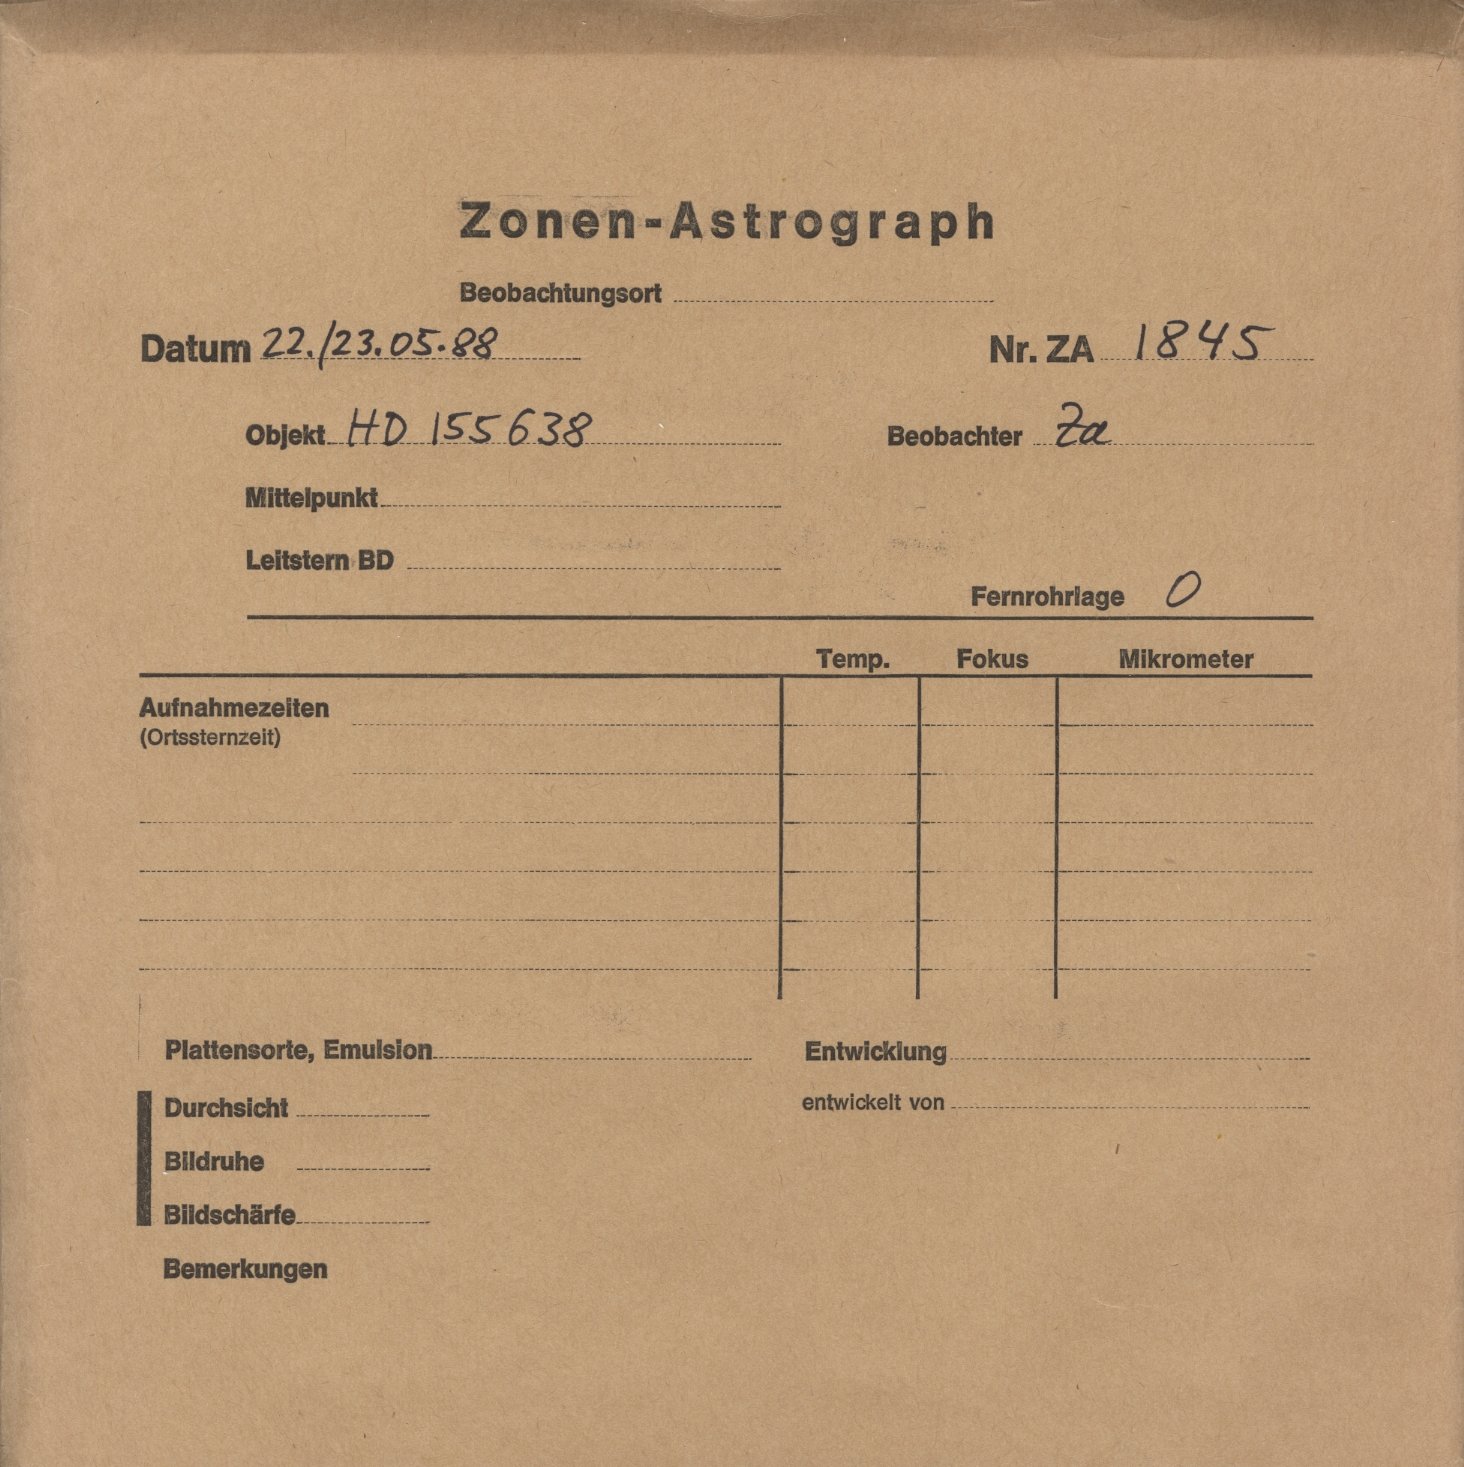 Zonen-Astrograph
Beobachtungsort
Datum 22./23.05.88 Nr. ZA 1845
Objekt HD 155638 Beobachter Za
Mittelpunkt
Leitstern BD
Fernrohrlage O
Temp. Fokus Mikrometer
Aufnahmezeiten
(Ortssternzeit)
Plattensorte, Emulsion Entwicklung
Durchsicht entwickelt von
Bildruhe
Bildschärfe
Bemerkungen